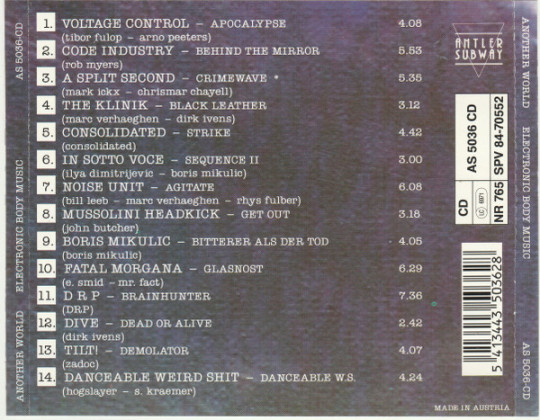 1. VOLTAGE CONTROL – APOCALYPSE 4.08
(tibor fulop – arno peeters)
2. CODE INDUSTRY – BEHIND THE MIRROR 5.53
(rob myers)
3. A SPLIT SECOND – CRIMEWAVE * 5.35
(mark ickx – chrismar chayell)
4. THE KLINIK – BLACK LEATHER 3.12
(marc verhaeghen – dirk ivens)
5. CONSOLIDATED – STRIKE 4.42
(consolidated)
6. IN SOTTO VOCE – SEQUENCE II 3.00
(ilya dimitrijevic – boris mikulic)
7. NOISE UNIT – AGITATE 6.08
(bill leeb – marc verhaeghen – rhys fulber)
8. MUSSOLINI HEADKICK – GET OUT 3.18
(john butcher)
9. BORIS MIKULIC – BITTERER ALS DER TOD 4.05
(boris mikulic)
10. FATAL MORGANA – GLASNOST 6.29
(e. smid – mr. fact)
11. D R P – BRAINHUNTER 7.36
(DRP)
12. DIVE – DEAD OR ALIVE 2.42
(dirk ivens)
13. TILT! – DEMOLATOR 4.07
(zadoc)
14. DANCEABLE WEIRD SHIT – DANCEABLE W.S. 4.24
(hogslayer – s. kraemer)
ANTLER
SUBWAY
CD
AS 5036 CD
NR 765 SPV 84-70552
5 413443 503628
MADE IN AUSTRIA
ANOTHER WORLD ELECTRONIC BODY MUSIC AS 5036-CD
ANOTHER WORLD ELECTRONIC BODY MUSIC AS 5036-CD